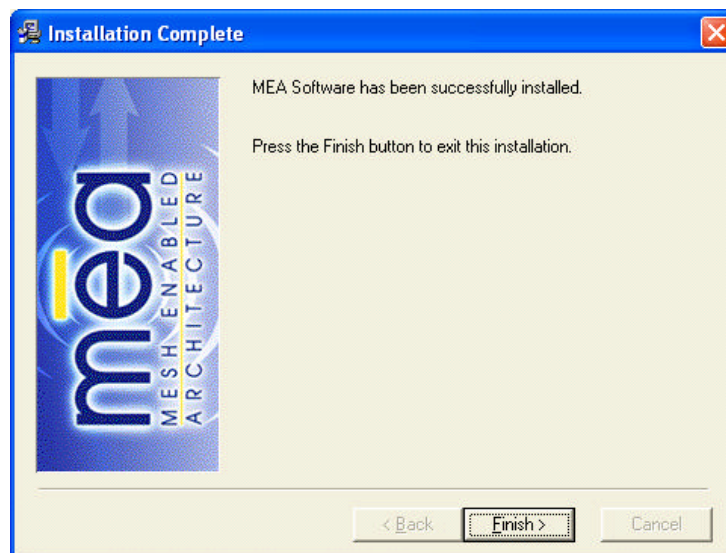 Installation Complete
MEA Software has been successfully installed.
Press the Finish button to exit this installation.
mēa
MESH ENABLED
ARCHITECTURE
< Back
Finish >
Cancel